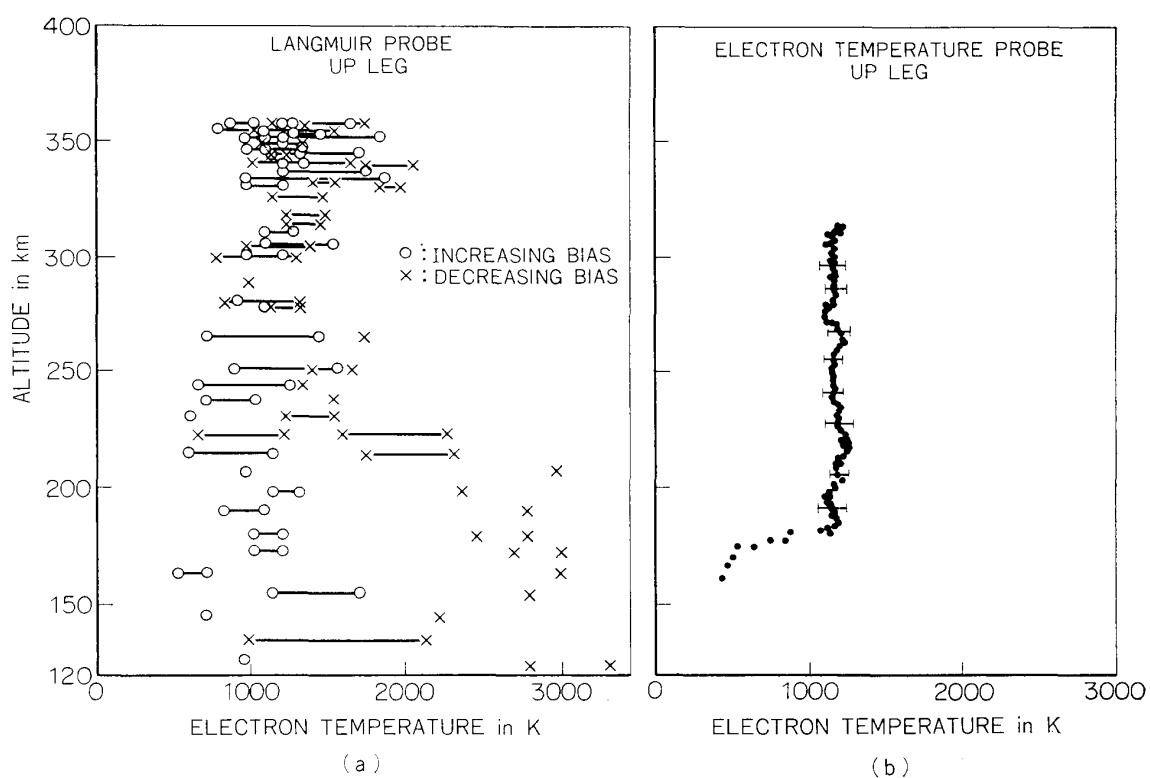 400
350
300
250
200
150
120
ALTITUDE in km
LANGMUIR PROBE
UP LEG
O : INCREASING BIAS
× : DECREASING BIAS
0
1000
2000
3000
ELECTRON TEMPERATURE in K
(a)
ELECTRON TEMPERATURE PROBE
UP LEG
0
1000
2000
3000
ELECTRON TEMPERATURE in K
(b)